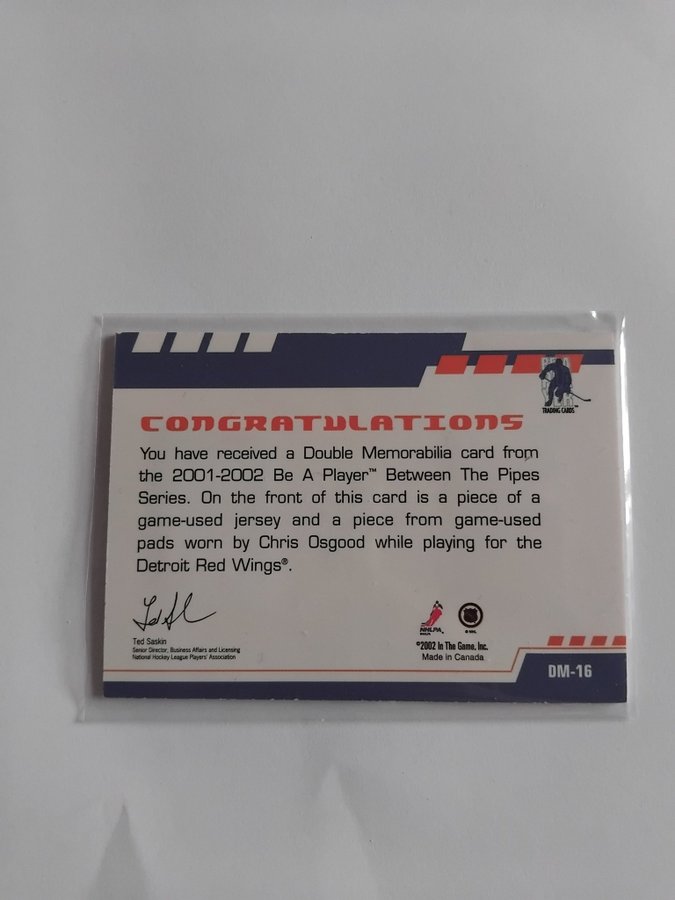 TRADING CARDS™
CONGRATULATIONS
You have received a Double Memorabilia card from
the 2001-2002 Be A Player™ Between The Pipes
Series. On the front of this card is a piece of a
game-used jersey and a piece from game-used
pads worn by Chris Osgood while playing for the
Detroit Red Wings®.
Ted Saskin
Senior Director, Business Affairs and Licensing
National Hockey League Players' Association
NHLPA
© NHL
©2002 In The Game, Inc.
Made in Canada
DM-16